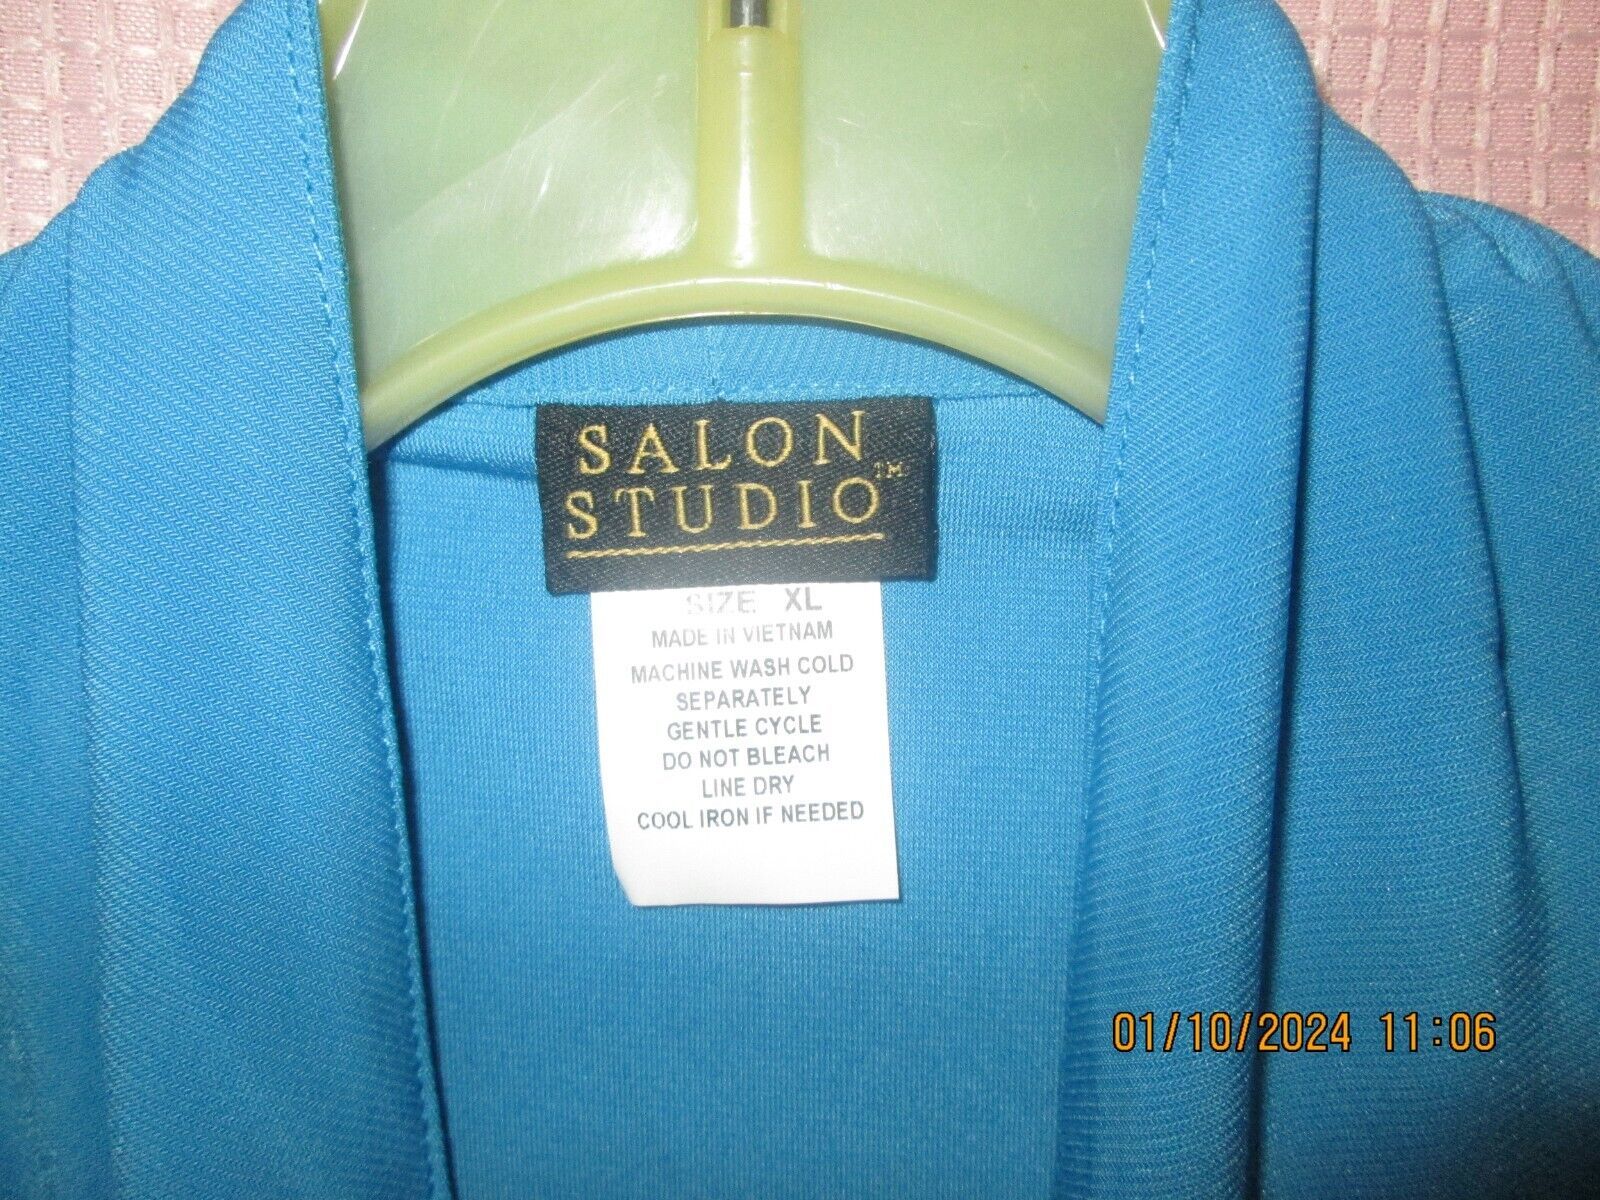 SALON
STUDIO™
SIZE XL
MADE IN VIETNAM
MACHINE WASH COLD
SEPARATELY
GENTLE CYCLE
DO NOT BLEACH
LINE DRY
COOL IRON IF NEEDED
01/10/2024 11:06